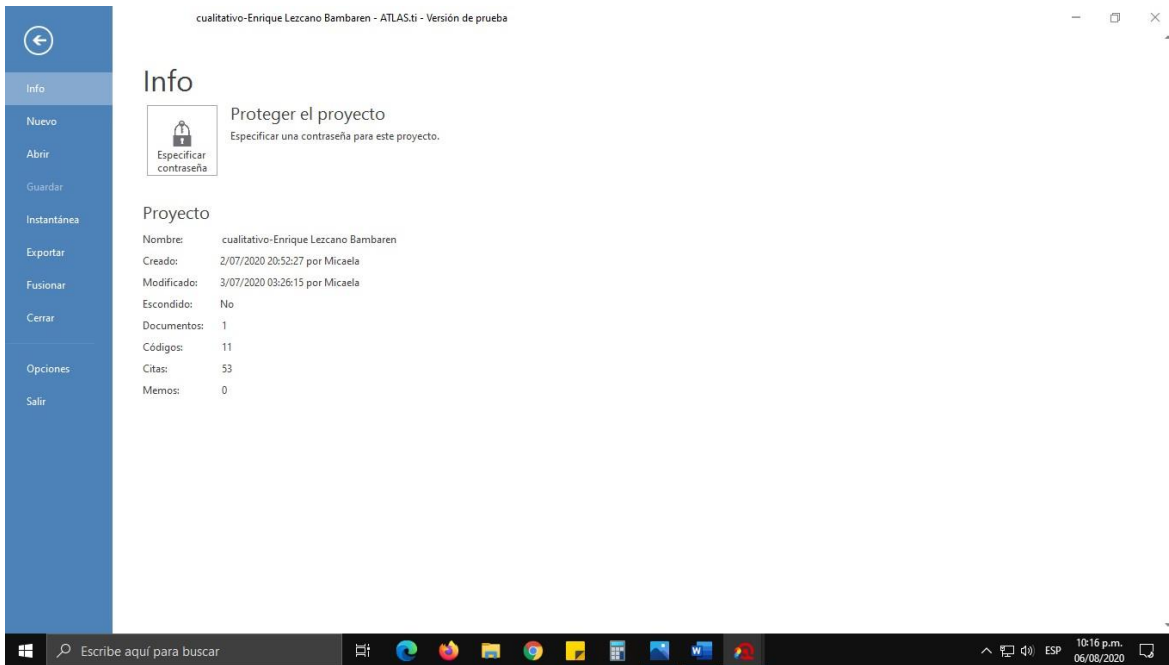 cualitativo-Enrique Lezcano Bambaren - ATLAS.ti - Versión de prueba
Info
Nuevo
Abrir
Guardar
Instantánea
Exportar
Fusionar
Cerrar
Opciones
Salir
Info
Especificar
contraseña
Proteger el proyecto
Especificar una contraseña para este proyecto.
Proyecto
Nombre: cualitativo-Enrique Lezcano Bambaren
Creado: 2/07/2020 20:52:27 por Micaela
Modificado: 3/07/2020 03:26:15 por Micaela
Escondido: No
Documentos: 1
Códigos: 11
Citas: 53
Memos: 0
Escribe aquí para buscar
ESP
10:16 p.m.
06/08/2020